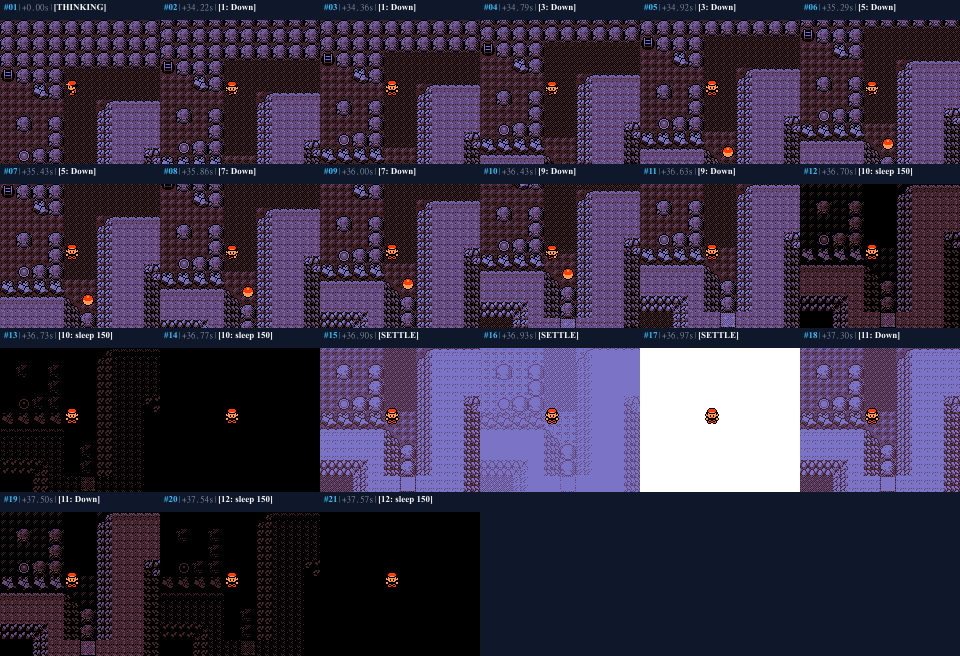 #01|+0.00s|[THINKING]
#02|+34.22s|[1: Down]
#03|+34.36s|[1: Down]
#04|+34.79s|[3: Down]
#05|+34.92s|[3: Down]
#06|+35.29s|[5: Down]
#07|+35.43s|[5: Down]
#08|+35.86s|[7: Down]
#09|+36.00s|[7: Down]
#10|+36.43s|[9: Down]
#11|+36.63s|[9: Down]
#12|+36.70s|[10: sleep 150]
#13|+36.73s|[10: sleep 150]
#14|+36.77s|[10: sleep 150]
#15|+36.90s|[SETTLE]
#16|+36.93s|[SETTLE]
#17|+36.97s|[SETTLE]
#18|+37.30s|[11: Down]
#19|+37.50s|[11: Down]
#20|+37.54s|[12: sleep 150]
#21|+37.57s|[12: sleep 150]